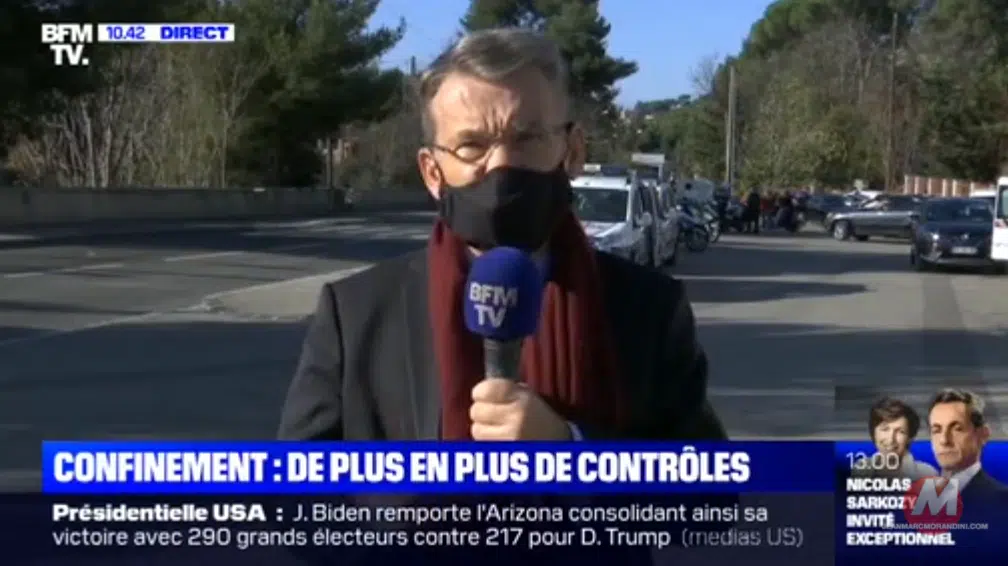 BFM 10.42 DIRECT
TV.
BFM
TV
CONFINEMENT : DE PLUS EN PLUS DE CONTRÔLES
Présidentielle USA : J. Biden remporte l'Arizona consolidant ainsi sa
victoire avec 290 grands électeurs contre 217 pour D. Trump (medias US)
13.00
NICOLAS
SARKOZY
INVITÉ
EXCEPTIONNEL
M
JEANMARCMORANDINI.COM